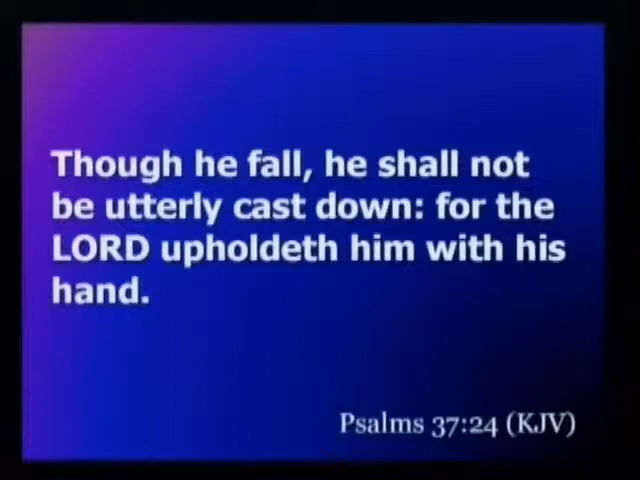 Though he fall, he shall not
be utterly cast down: for the
LORD upholdeth him with his
hand.
Psalms 37:24 (KJV)